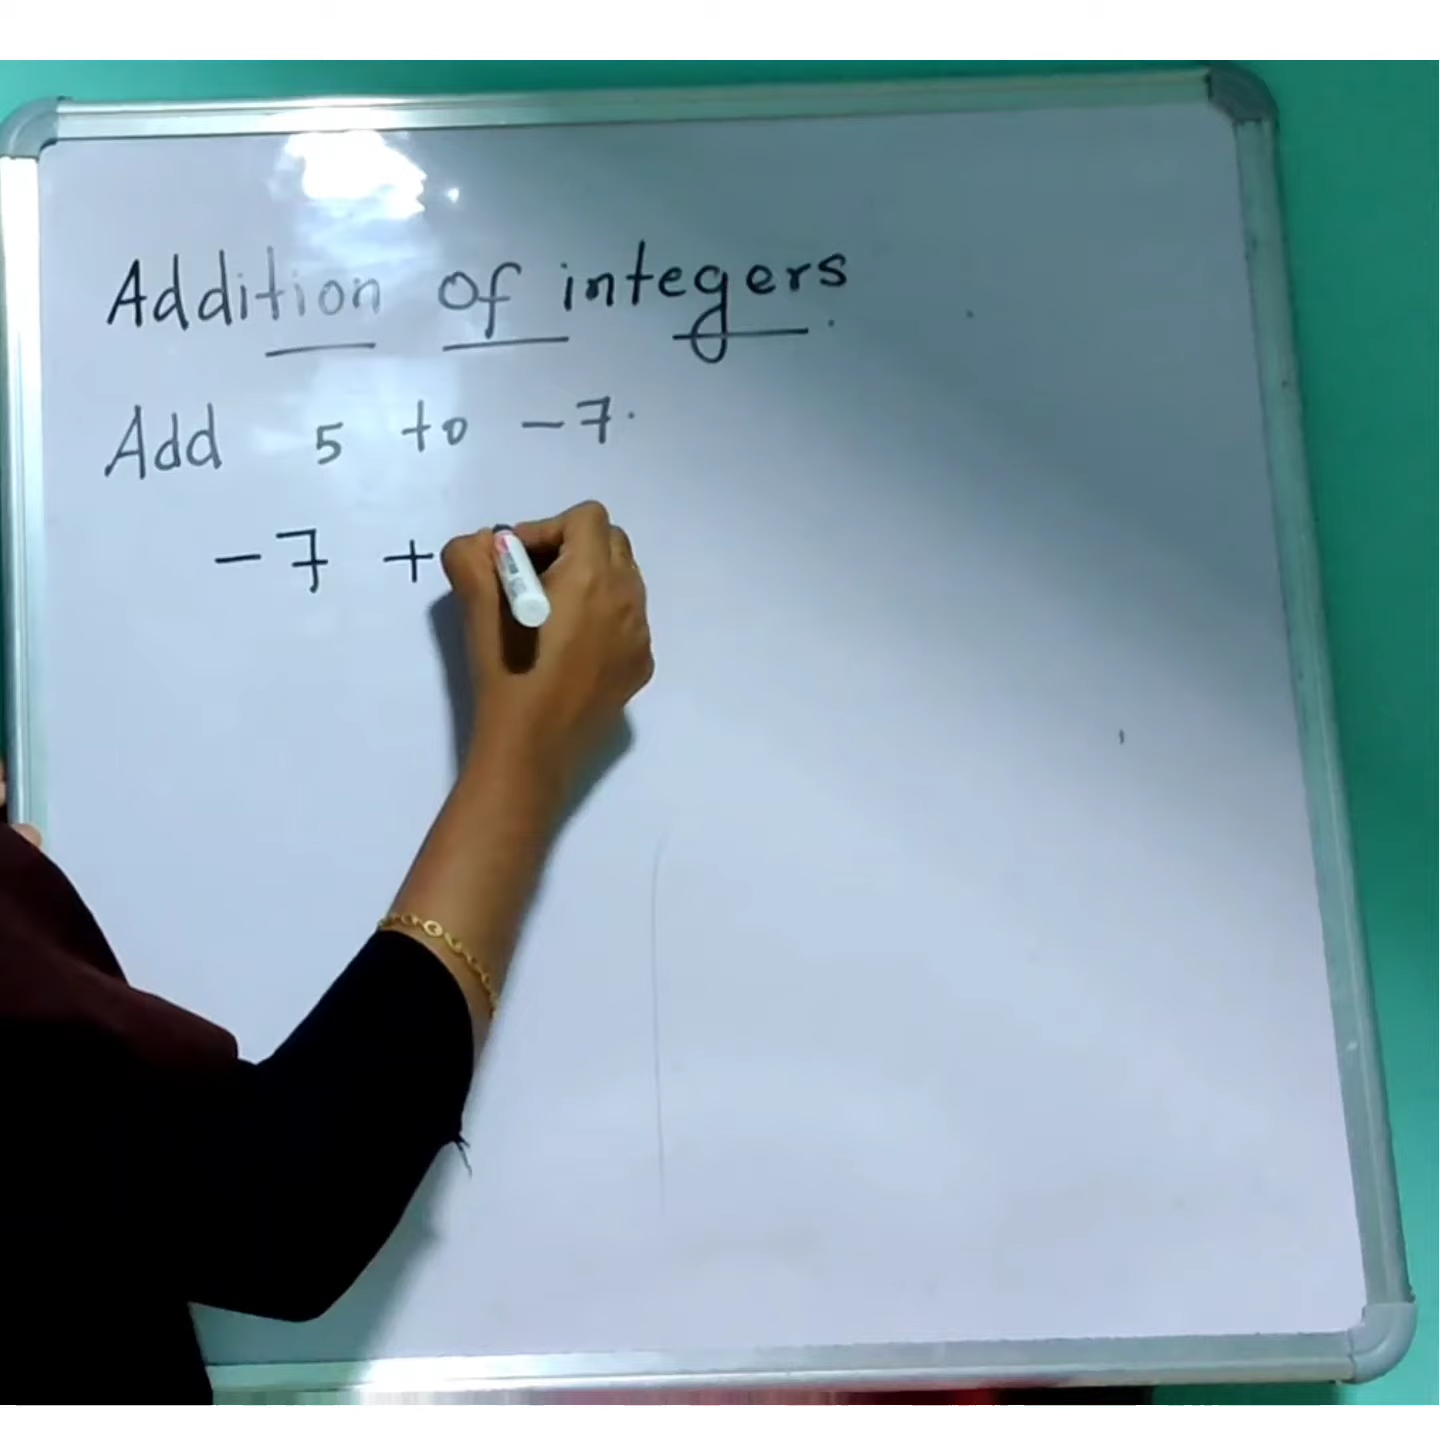 Addition of integers.
Add 5 to -7.
-7 +